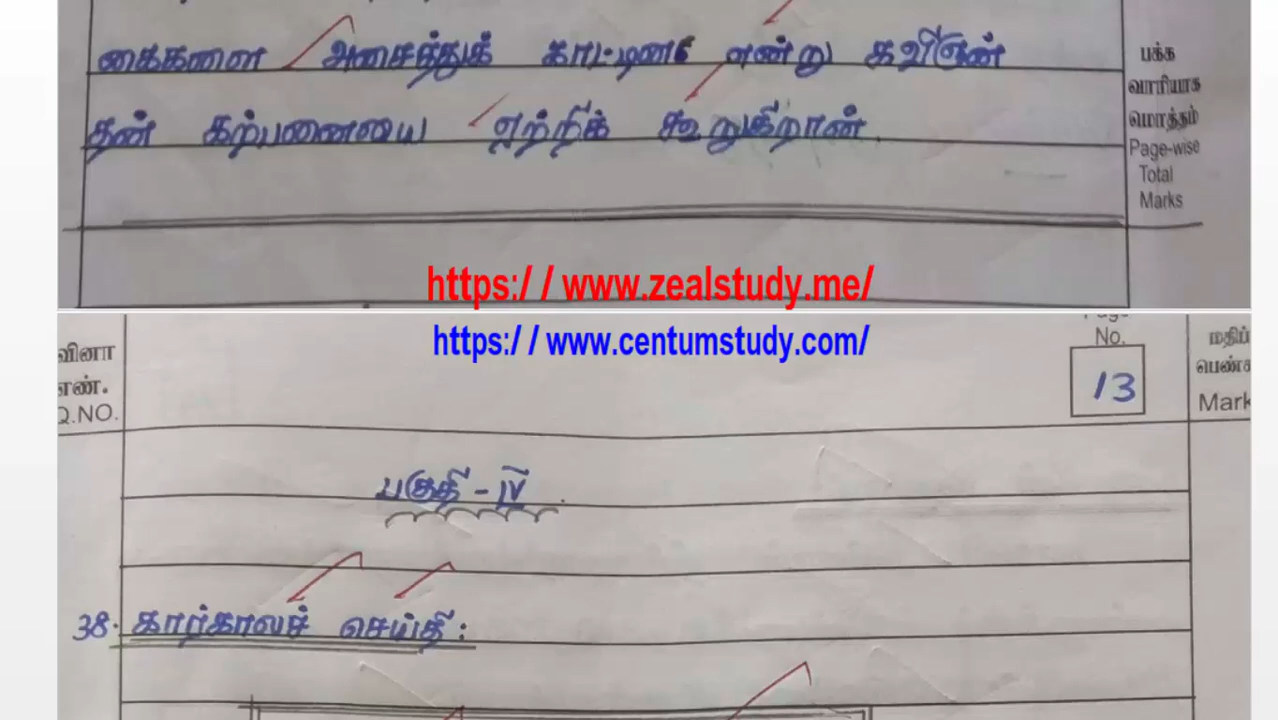 கைகளை அசைத்துக் காட்டின என்று கவிஞன்
தன் கற்பனையை ஏற்றிக் கூறுகிறான்.
பக்க
வாரியாக
மொத்தம்
Page-wise
Total
Marks
https://www.zealstudy.me/
https://www.centumstudy.com/
வினா
எண்.
Q.NO.
No.
13
மதிப்
பெண்க
Mark
பகுதி - IV
38. கார்காலச் செய்தி: